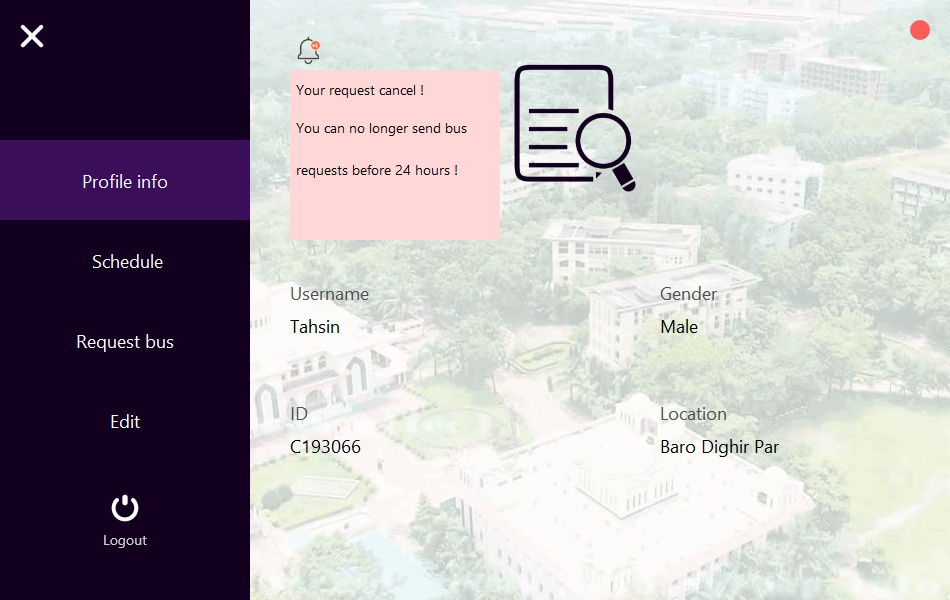 Your request cancel !
You can no longer send bus
requests before 24 hours !
Profile info
Schedule
Request bus
Edit
Logout
Username
Tahsin
Gender
Male
ID
C193066
Location
Baro Dighir Par